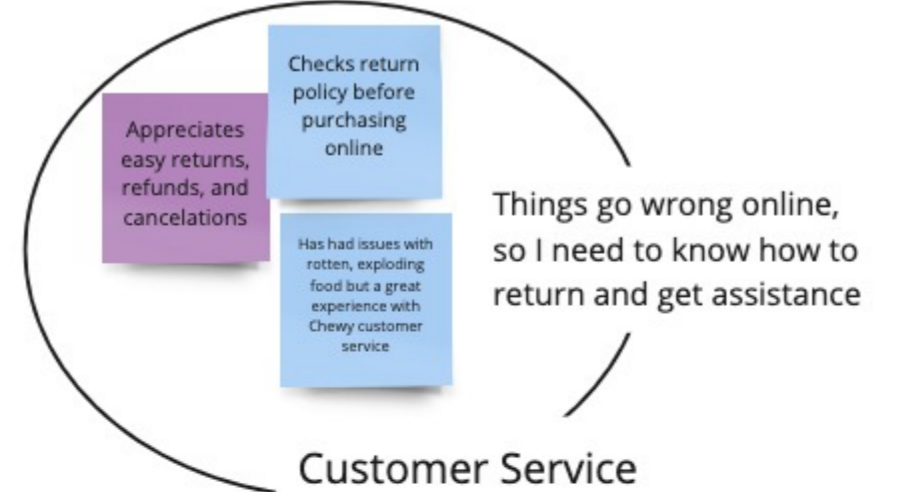 Checks return
policy before
purchasing
online
Appreciates
easy returns,
refunds, and
cancelations
Has had issues with
rotten, exploding
food but a great
experience with
Chewy customer
service
Things go wrong online,
so I need to know how to
return and get assistance
Customer Service